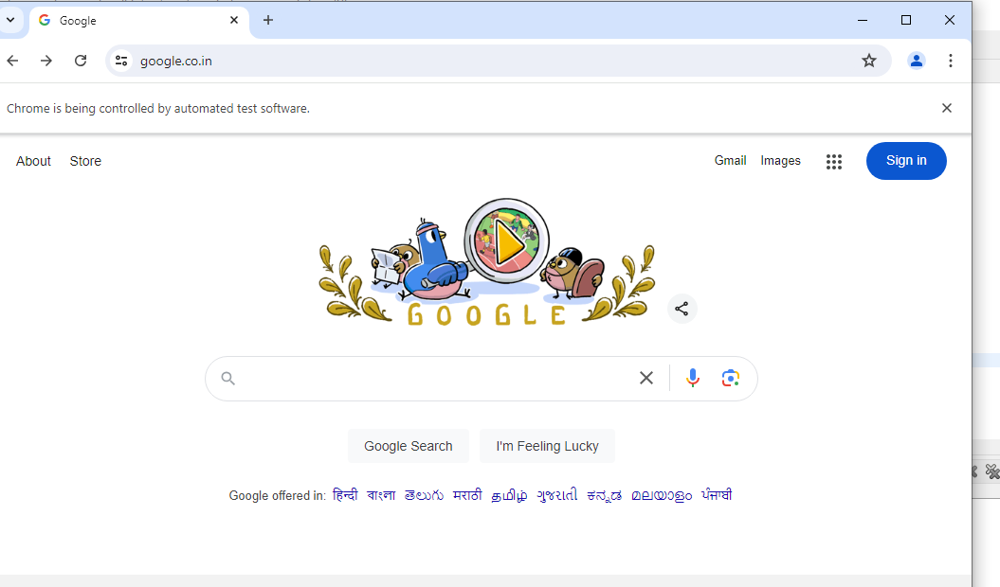 Google
google.co.in
Chrome is being controlled by automated test software.
About Store Gmail Images Sign in
GOOGLE
Google Search I'm Feeling Lucky
Google offered in: हिन्दी বাংলা తెలుగు मराठी தமிழ் ગુજરાતી ಕನ್ನಡ മലയാളം ਪੰਜਾਬੀ